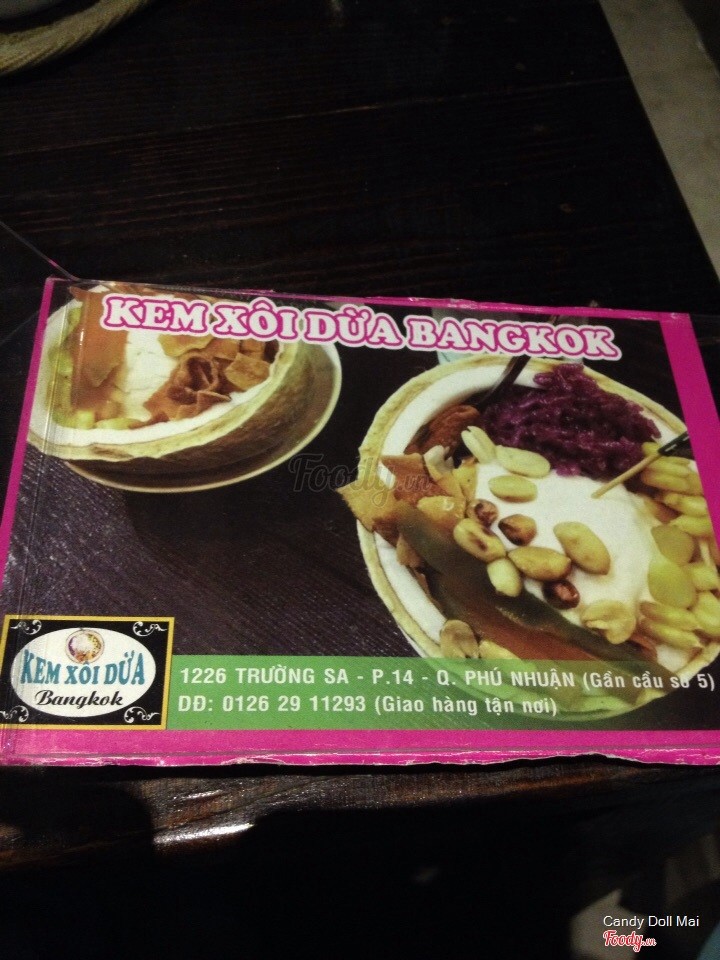 KEM XÔI DỪA BANGKOK
Foody.vn
KEM XÔI DỪA
Bangkok
1226 TRƯỜNG SA - P.14 - Q. PHÚ NHUẬN (Gần cầu số 5)
DĐ: 0126 29 11293 (Giao hàng tận nơi)
Candy Doll Mai
Foody.vn